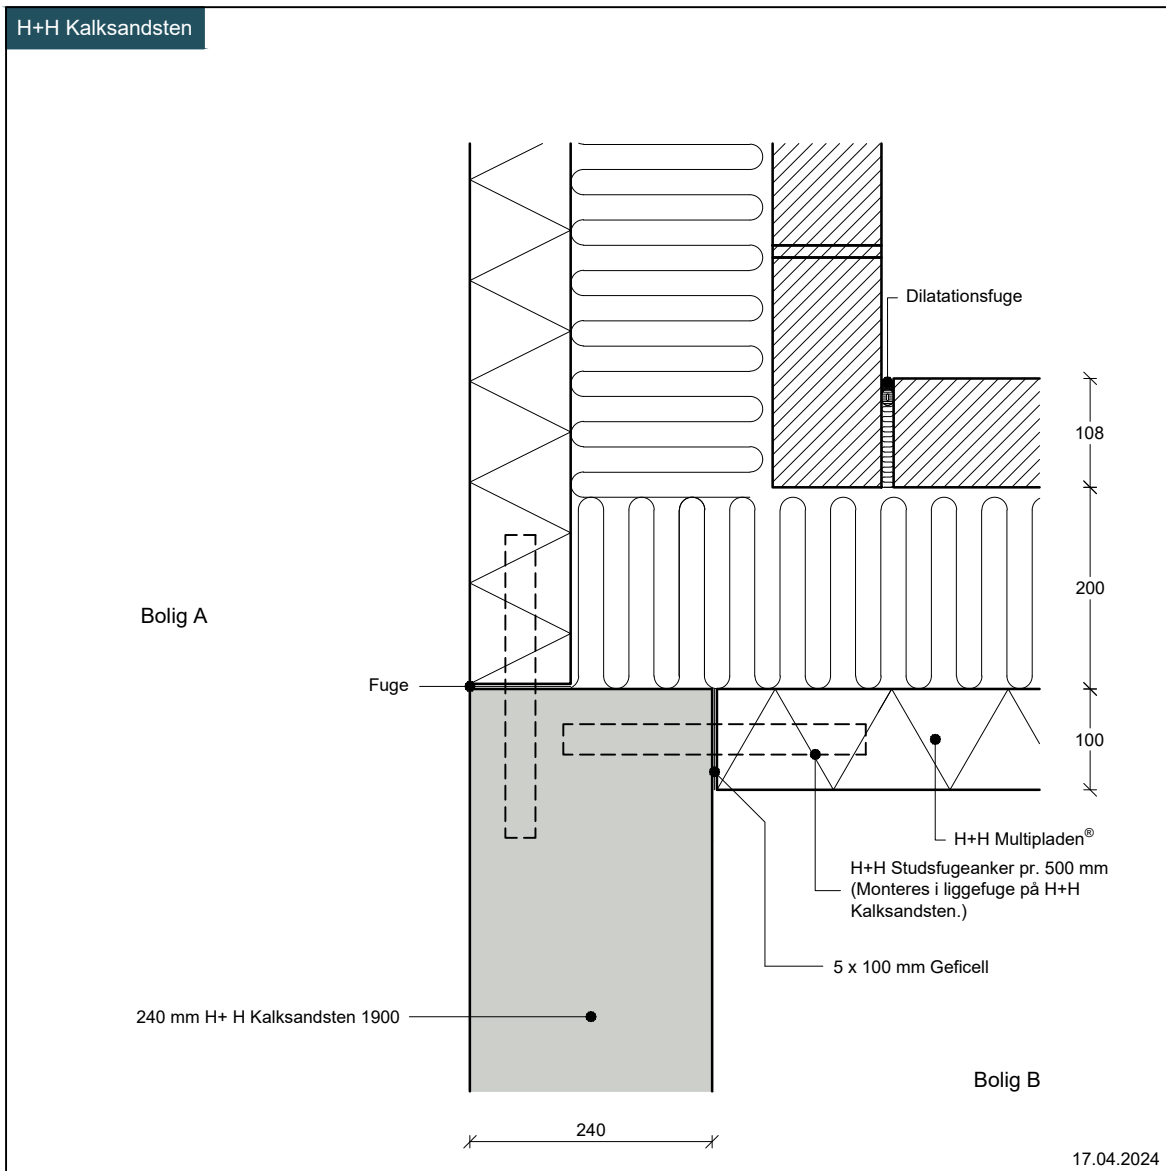 H+H Kalksandsten
Dilatationsfuge
108
200
Bolig A
Fuge
100
H+H Multipladen®
H+H Studsfugeanker pr. 500 mm
(Monteres i liggefuge på H+H
Kalksandsten.)
5 x 100 mm Geficell
240 mm H+ H Kalksandsten 1900
Bolig B
240
17.04.2024